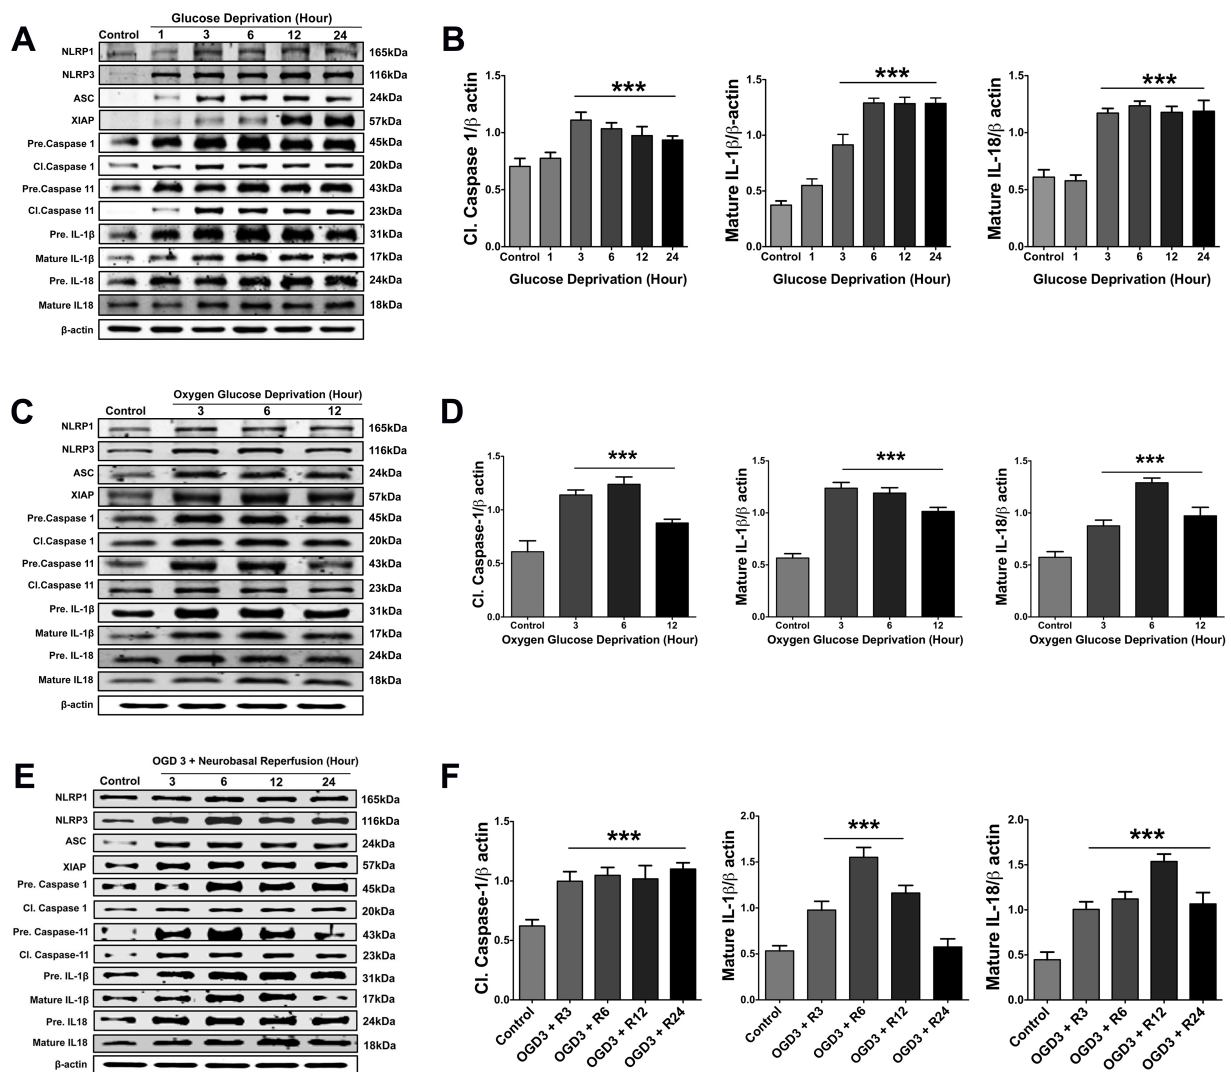 A
Glucose Deprivation (Hour)
Control 1 3 6 12 24
NLRP1 165kDa
NLRP3 116kDa
ASC 24kDa
XIAP 57kDa
Pre.Caspase 1 45kDa
Cl.Caspase 1 20kDa
Pre.Caspase 11 43kDa
Cl.Caspase 11 23kDa
Pre. IL-1β 31kDa
Mature IL-1β 17kDa
Pre. IL-18 24kDa
Mature IL18 18kDa
β-actin
B
Cl. Caspase 1/β actin
1.5
1.0
0.5
0.0
***
Control 1 3 6 12 24
Glucose Deprivation (Hour)
Mature IL-1β/β-actin
1.5
1.0
0.5
0.0
***
Control 1 3 6 12 24
Glucose Deprivation (Hour)
Mature IL-18/β actin
1.5
1.0
0.5
0.0
***
Control 1 3 6 12 24
Glucose Deprivation (Hour)
C
Oxygen Glucose Deprivation (Hour)
Control 3 6 12
NLRP1 165kDa
NLRP3 116kDa
ASC 24kDa
XIAP 57kDa
Pre.Caspase 1 45kDa
Cl.Caspase 1 20kDa
Pre.Caspase 11 43kDa
Cl.Caspase 11 23kDa
Pre. IL-1β 31kDa
Mature IL-1β 17kDa
Pre. IL-18 24kDa
Mature IL18 18kDa
β-actin
D
Cl. Caspase-1/β actin
1.5
1.0
0.5
0.0
***
Control 3 6 12
Oxygen Glucose Deprivation (Hour)
Mature IL-1β/β actin
1.5
1.0
0.5
0.0
***
Control 3 6 12
Oxygen Glucose Deprivation (Hour)
Mature IL-18/β actin
1.5
1.0
0.5
0.0
***
Control 3 6 12
Oxygen Glucose Deprivation (Hour)
E
OGD 3 + Neurobasal Reperfusion (Hour)
Control 3 6 12 24
NLRP1 165kDa
NLRP3 116kDa
ASC 24kDa
XIAP 57kDa
Pre. Caspase 1 45kDa
Cl. Caspase 1 20kDa
Pre. Caspase-11 43kDa
Cl. Caspase-11 23kDa
Pre. IL-1β 31kDa
Mature IL-1β 17kDa
Pre. IL18 24kDa
Mature IL18 18kDa
β-actin
F
Cl. Caspase-1/β actin
1.5
1.0
0.5
0.0
***
Control OGD3 + R3 OGD3 + R6 OGD3 + R12 OGD3 + R24
Mature IL-1β/β actin
2.0
1.5
1.0
0.5
0.0
***
Control OGD3 + R3 OGD3 + R6 OGD3 + R12 OGD3 + R24
Mature IL-18/β actin
2.0
1.5
1.0
0.5
0.0
***
Control OGD3 + R3 OGD3 + R6 OGD3 + R12 OGD3 + R24